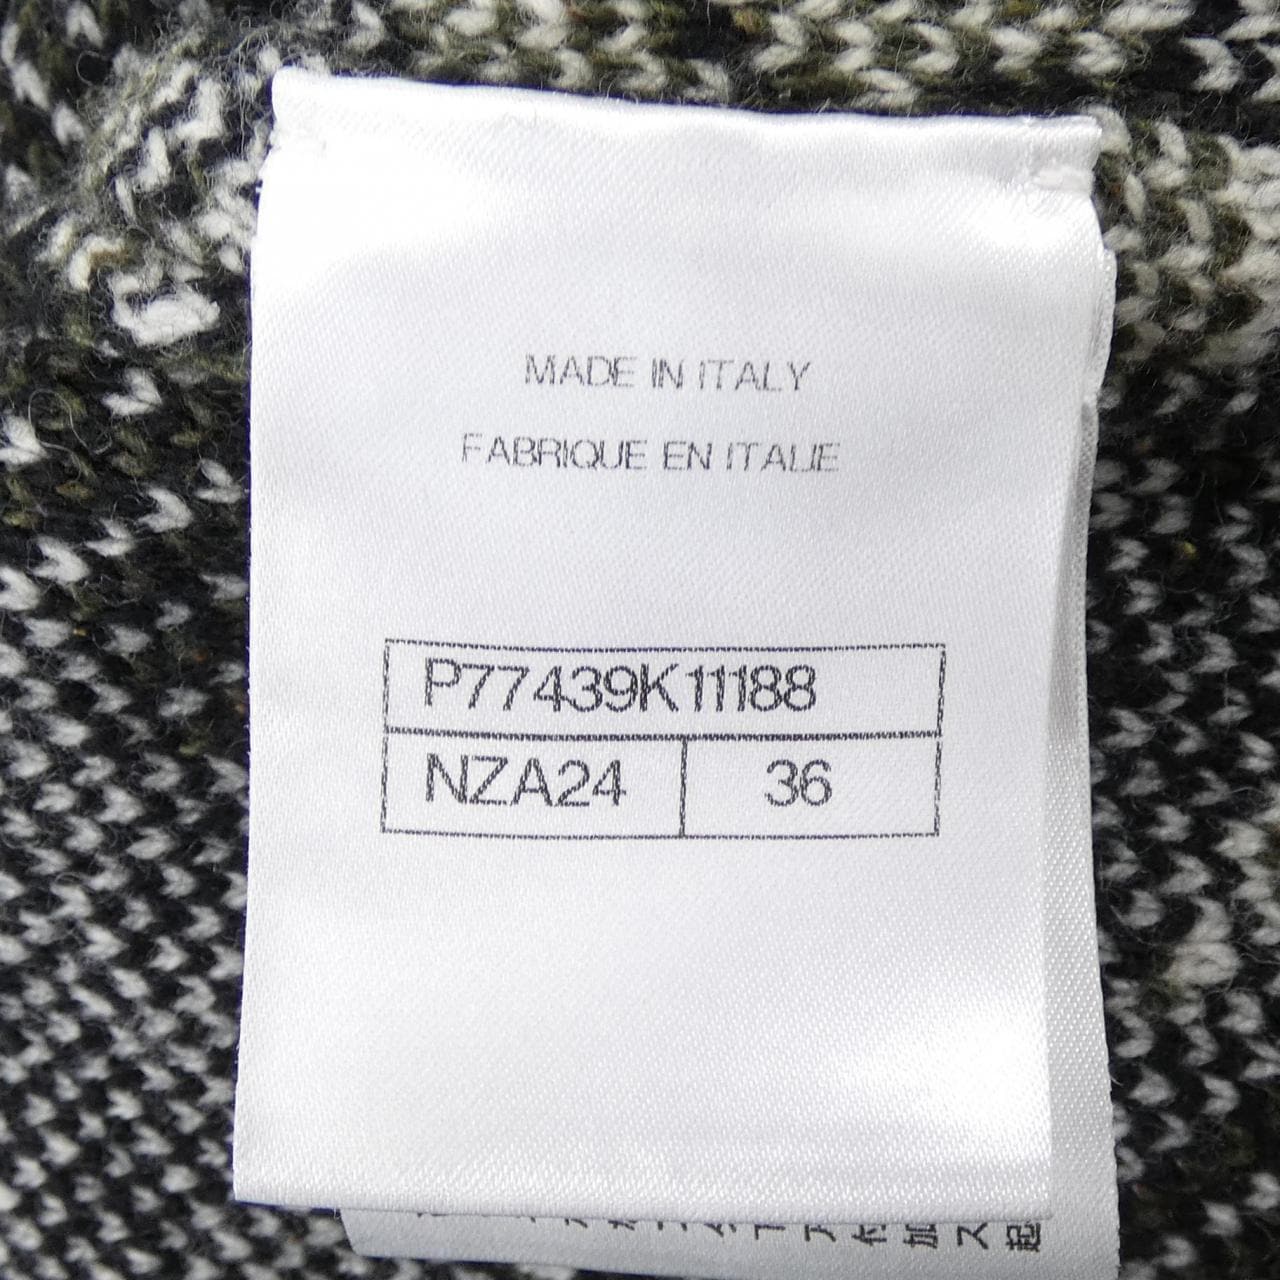 MADE IN ITALY
FABRIQUE EN ITALIE
P77439K11188
NZA24 36